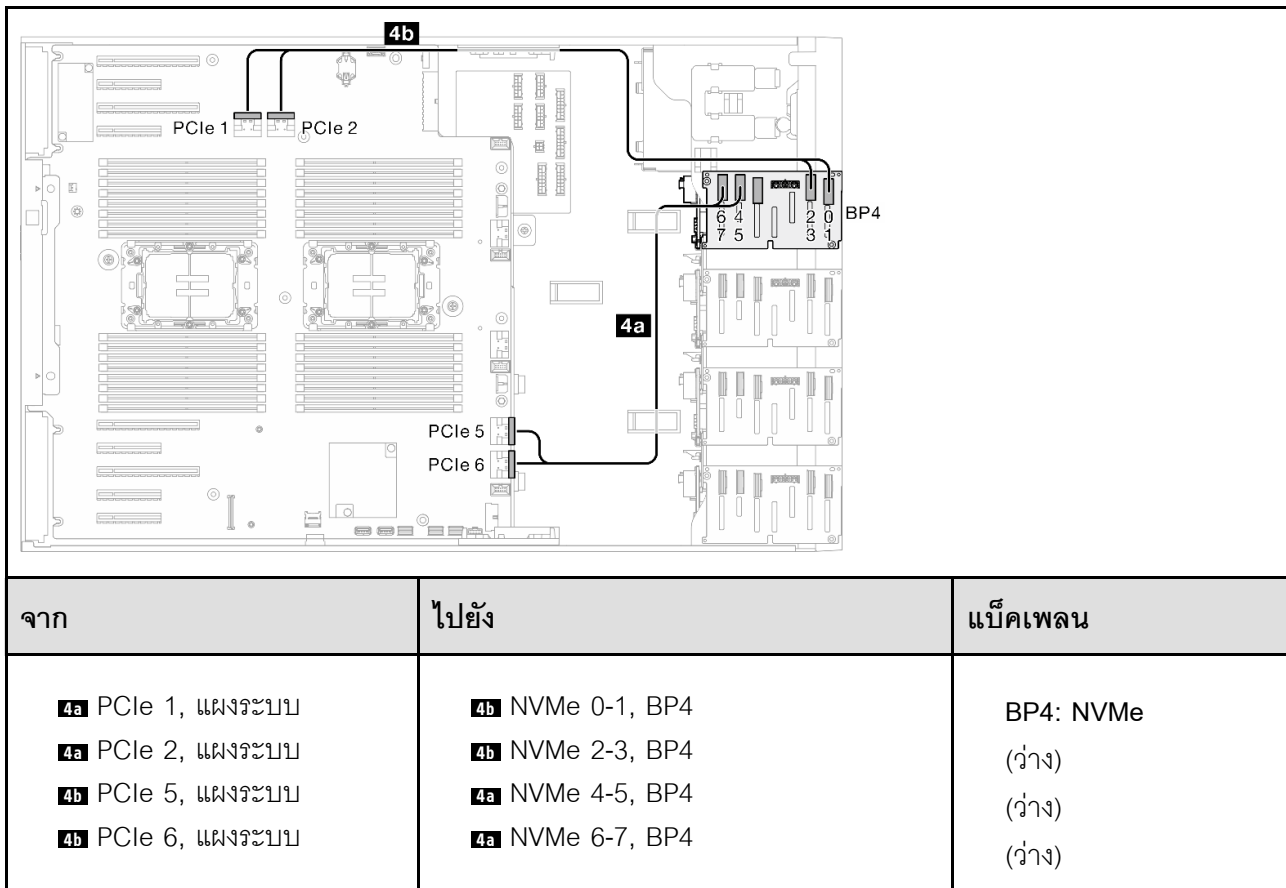 4b
PCIe 1
PCIe 2
6 4 2 0 BP4
7 5 3 1
4a
PCIe 5
PCIe 6
จาก ไปยัง แบ็คเพลน
4a PCIe 1, แผงระบบ
4a PCIe 2, แผงระบบ
4b PCIe 5, แผงระบบ
4b PCIe 6, แผงระบบ
4b NVMe 0-1, BP4
4b NVMe 2-3, BP4
4a NVMe 4-5, BP4
4a NVMe 6-7, BP4
BP4: NVMe
(ว่าง)
(ว่าง)
(ว่าง)